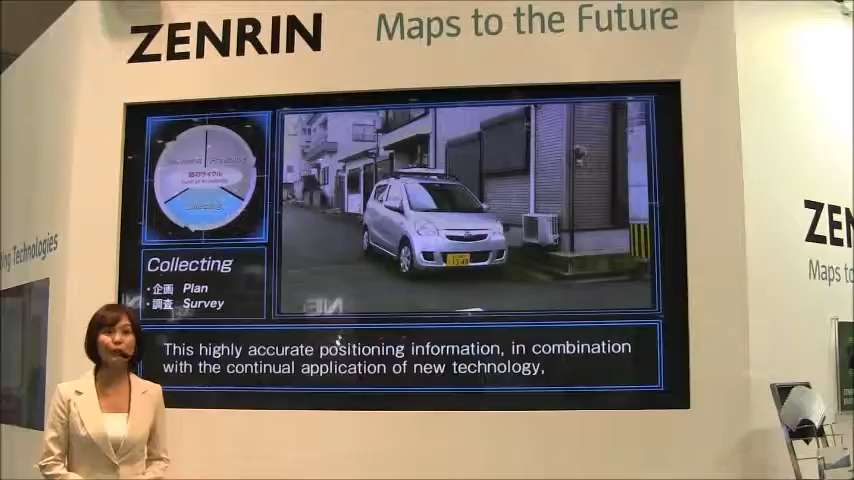 ZENRIN
Maps to the Future
Collecting
・企画 Plan
・調査 Survey
This highly accurate positioning information, in combination
with the continual application of new technology,
Technologies
ZEN
Maps to